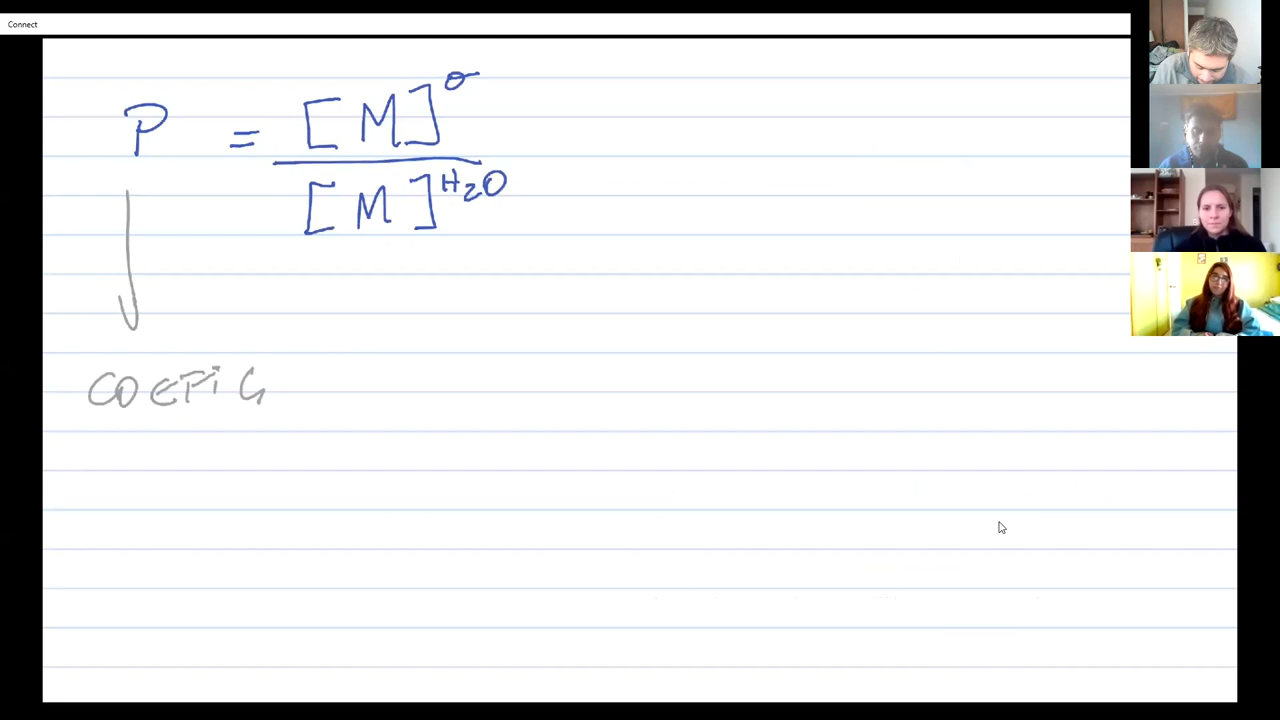 Connect
P = [M]^σ
[M]^H₂O
COEFiC